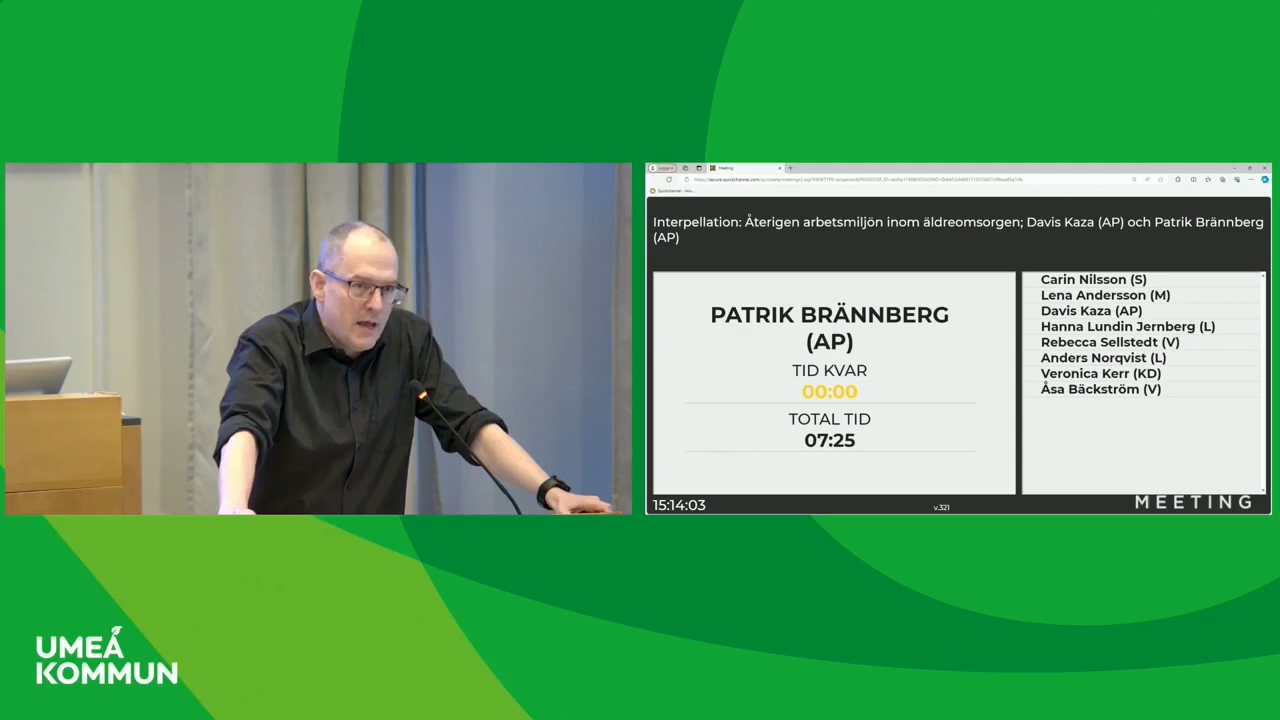 Meeting
Interpellation: Återigen arbetsmiljön inom äldreomsorgen; Davis Kaza (AP) och Patrik Brännberg
(AP)
PATRIK BRÄNNBERG
(AP)
TID KVAR
00:00
TOTAL TID
07:25
Carin Nilsson (S)
Lena Andersson (M)
Davis Kaza (AP)
Hanna Lundin Jernberg (L)
Rebecca Sellstedt (V)
Anders Norqvist (L)
Veronica Kerr (KD)
Åsa Bäckström (V)
15:14:03
v.321
MEETING
UMEÅ
KOMMUN